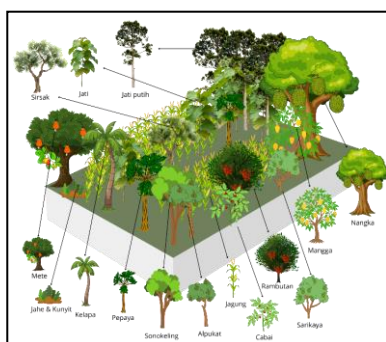 Sirsak
Jati
Jati putih
Nangka
Mangga
Mete
Jahe & Kunyit
Kelapa
Pepaya
Sonokeling
Alpukat
Jagung
Rambutan
Cabai
Sarikaya